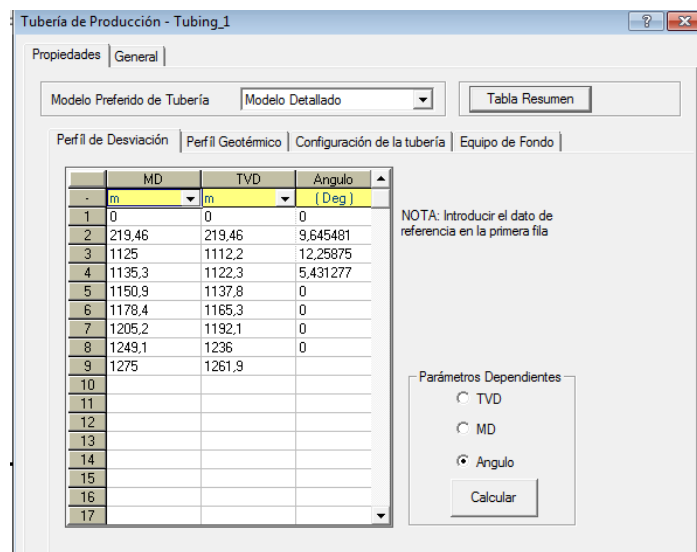 Tubería de Producción - Tubing_1
Propiedades General
Modelo Preferido de Tubería Modelo Detallado Tabla Resumen
Perfíl de Desviación Perfíl Geotérmico Configuración de la tubería Equipo de Fondo
MD TVD Angulo
- m m ( Deg )
1 0 0 0
2 219,46 219,46 9,645481
3 1125 1112,2 12,25875
4 1135,3 1122,3 5,431277
5 1150,9 1137,8 0
6 1178,4 1165,3 0
7 1205,2 1192,1 0
8 1249,1 1236 0
9 1275 1261,9
10
11
12
13
14
15
16
17
NOTA: Introducir el dato de
referencia en la primera fila
Parámetros Dependientes
TVD
MD
Angulo
Calcular